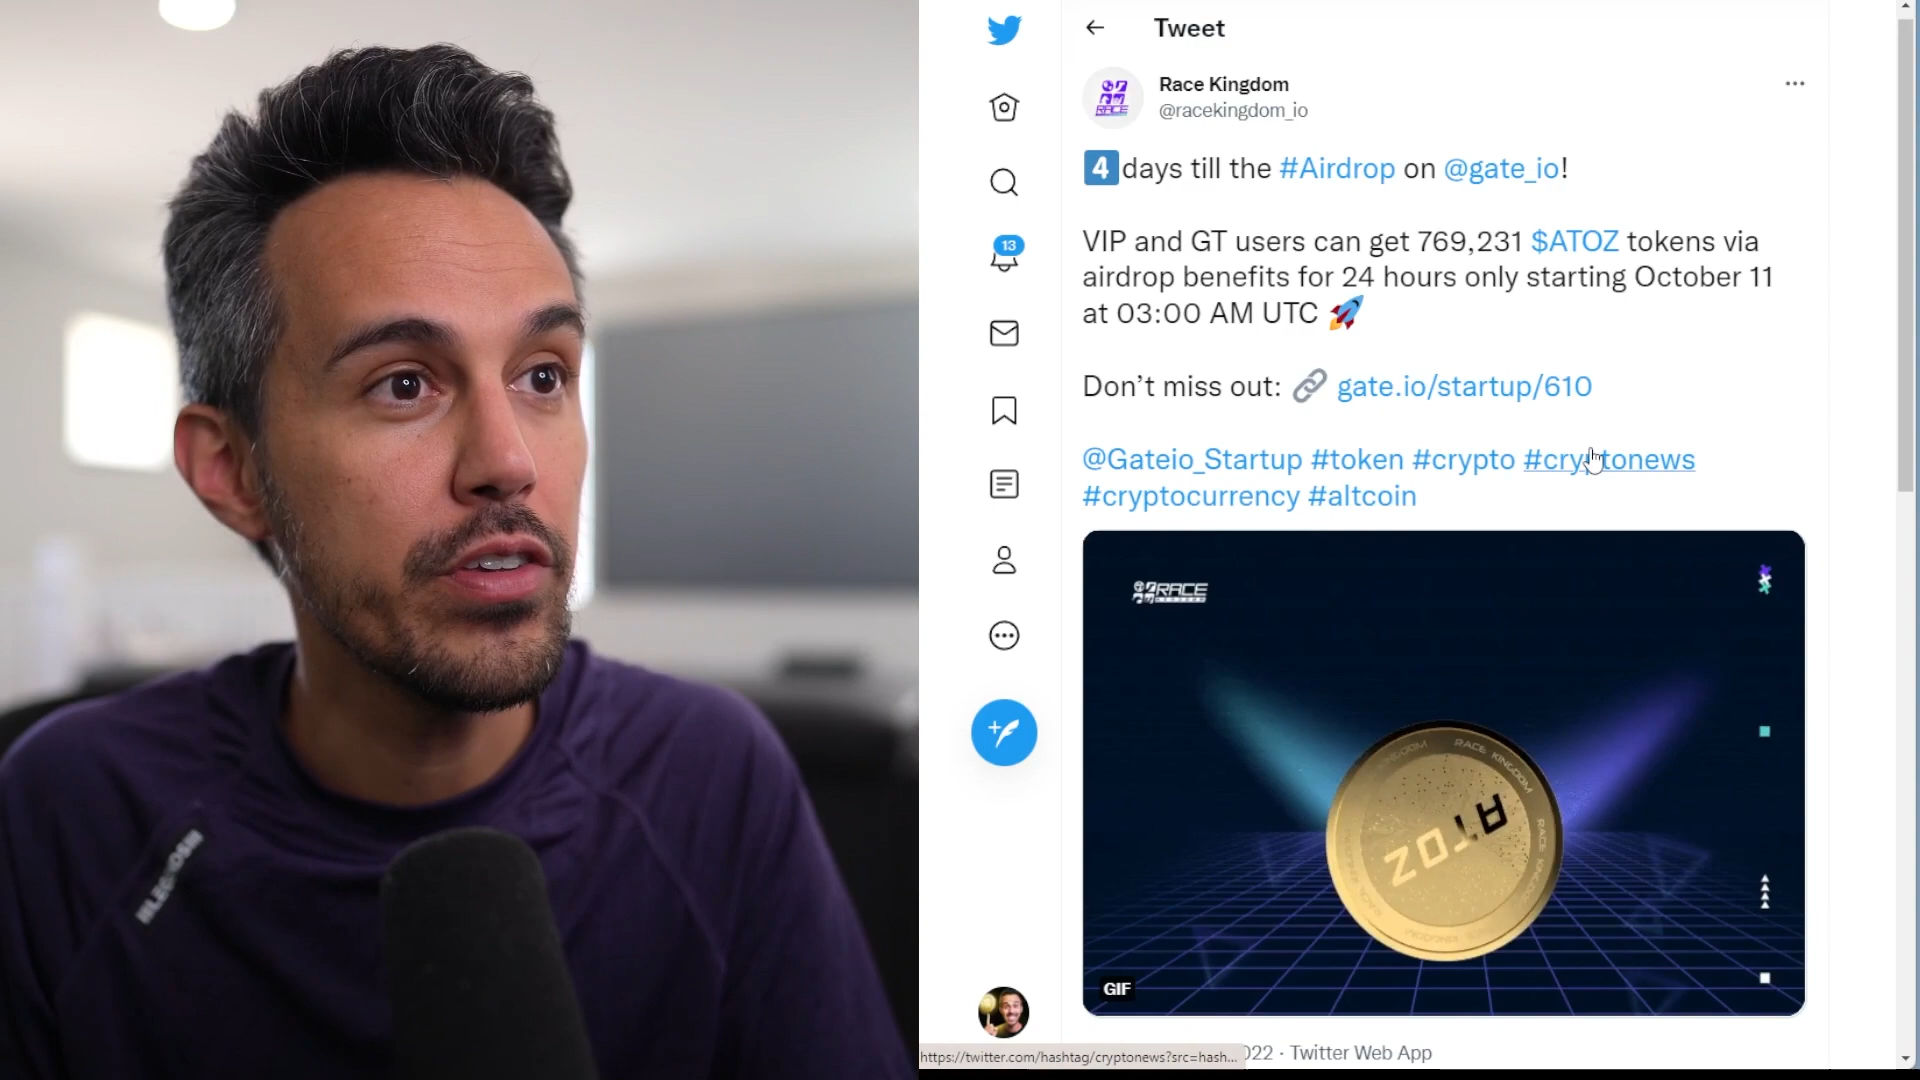 Tweet
Race Kingdom
@racekingdom_io
4 days till the #Airdrop on @gate_io!
13
VIP and GT users can get 769,231 $ATOZ tokens via
airdrop benefits for 24 hours only starting October 11
at 03:00 AM UTC 🚀
Don’t miss out: 🔗 gate.io/startup/610
@Gateio_Startup #token #crypto #cryptonews
#cryptocurrency #altcoin
RACE
RACE KINGDOM
ATOZ
GIF
https://twitter.com/hashtag/cryptonews?src=hash...
022 · Twitter Web App